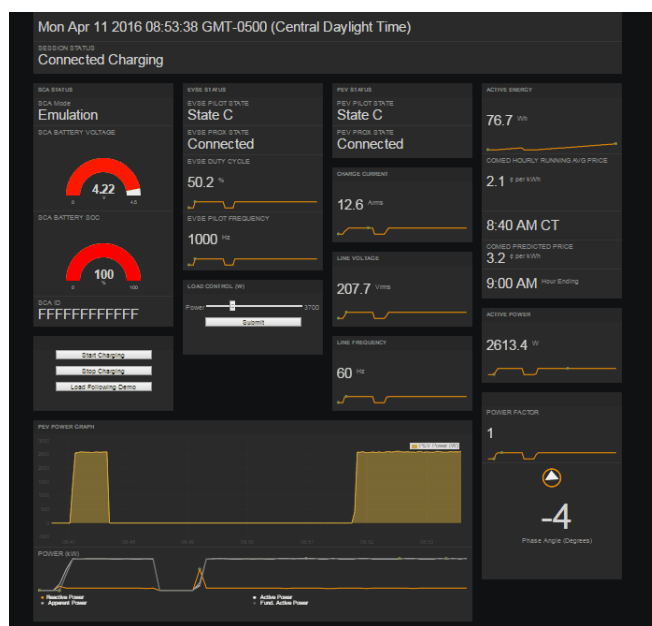 Mon Apr 11 2016 08:53:38 GMT-0500 (Central Daylight Time)
SESSION STATUS
Connected Charging
SCA STATUS
SCA Mode
Emulation
SCA BATTERY VOLTAGE
4.22
V
0
4.5
SCA BATTERY SOC
100
%
0
100
SCA ID
FFFFFFFFFFFF
Start Charging
Stop Charging
Load Following Demo
EVSE STATUS
EVSE PILOT STATE
State C
EVSE PROX STATE
Connected
EVSE DUTY CYCLE
50.2 %
EVSE PILOT FREQUENCY
1000 Hz
LOAD CONTROL (W)
Power
3700
Submit
PEV STATUS
PEV PILOT STATE
State C
PEV PROX STATE
Connected
CHARGE CURRENT
12.6 Arms
LINE VOLTAGE
207.7 Vrms
LINE FREQUENCY
60 Hz
ACTIVE ENERGY
76.7 Wh
COMED HOURLY RUNNING AVG PRICE
2.1 ¢ per kWh
8:40 AM CT
COMED PREDICTED PRICE
3.2 ¢ per kWh
9:00 AM Hour Ending
ACTIVE POWER
2613.4 W
POWER FACTOR
1
-4
Phase Angle (Degrees)
PEV POWER GRAPH
PEV Power (W)
POWER (kW)
Reactive Power
Active Power
Apparent Power
Fund. Active Power